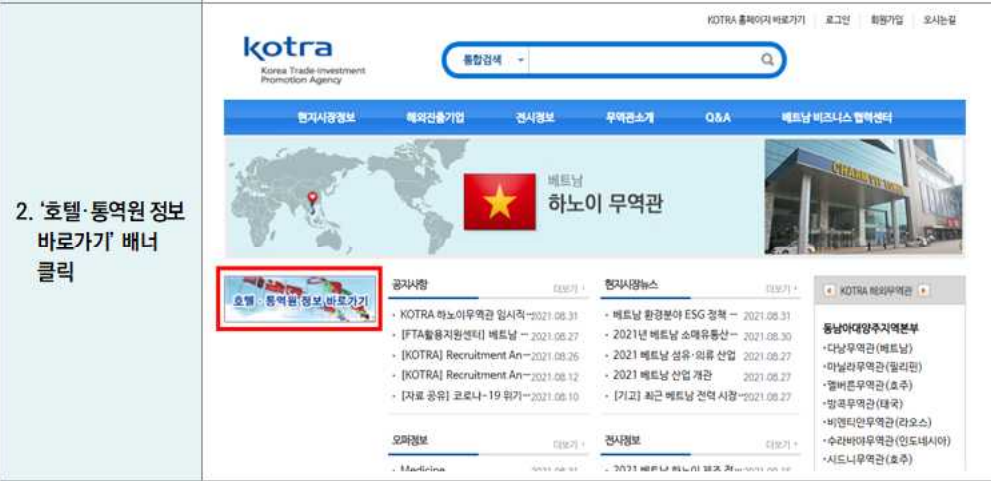 2. '호텔·통역원 정보
바로가기' 배너
클릭
KOTRA 홈페이지 바로가기 로그인 회원가입 오시는길
kotra
Korea Trade-Investment
Promotion Agency
통합검색
현지시장정보 해외진출기업 전시정보 무역관소개 Q&A 베트남 비즈니스 협력센터
베트남
하노이 무역관
CHARMVIT TOWER
호텔·통역원 정보 바로가기
공지사항 더보기
· KOTRA 하노이무역관 임시직…2021.08.31
· [FTA활용지원센터] 베트남 …2021.08.27
· [KOTRA] Recruitment An…2021.08.26
· [KOTRA] Recruitment An…2021.08.12
· [자료 공유] 코로나-19 위기…2021.08.10
현지시장뉴스 더보기
· 베트남 환경분야 ESG 정책 … 2021.08.31
· 2021년 베트남 소매유통산…2021.08.30
· 2021 베트남 섬유·의류 산업 2021.08.27
· 2021 베트남 산업 개관 2021.08.27
· [기고] 최근 베트남 전력 시장…2021.08.27
KOTRA 해외무역관
동남아대양주지역본부
·다낭무역관(베트남)
·마닐라무역관(필리핀)
·멜버른무역관(호주)
·방콕무역관(태국)
·비엔티안무역관(라오스)
·수라바야무역관(인도네시아)
·시드니무역관(호주)
오퍼정보 더보기
· Medicine
전시정보 더보기
· 2021 베트남 하노이 제조